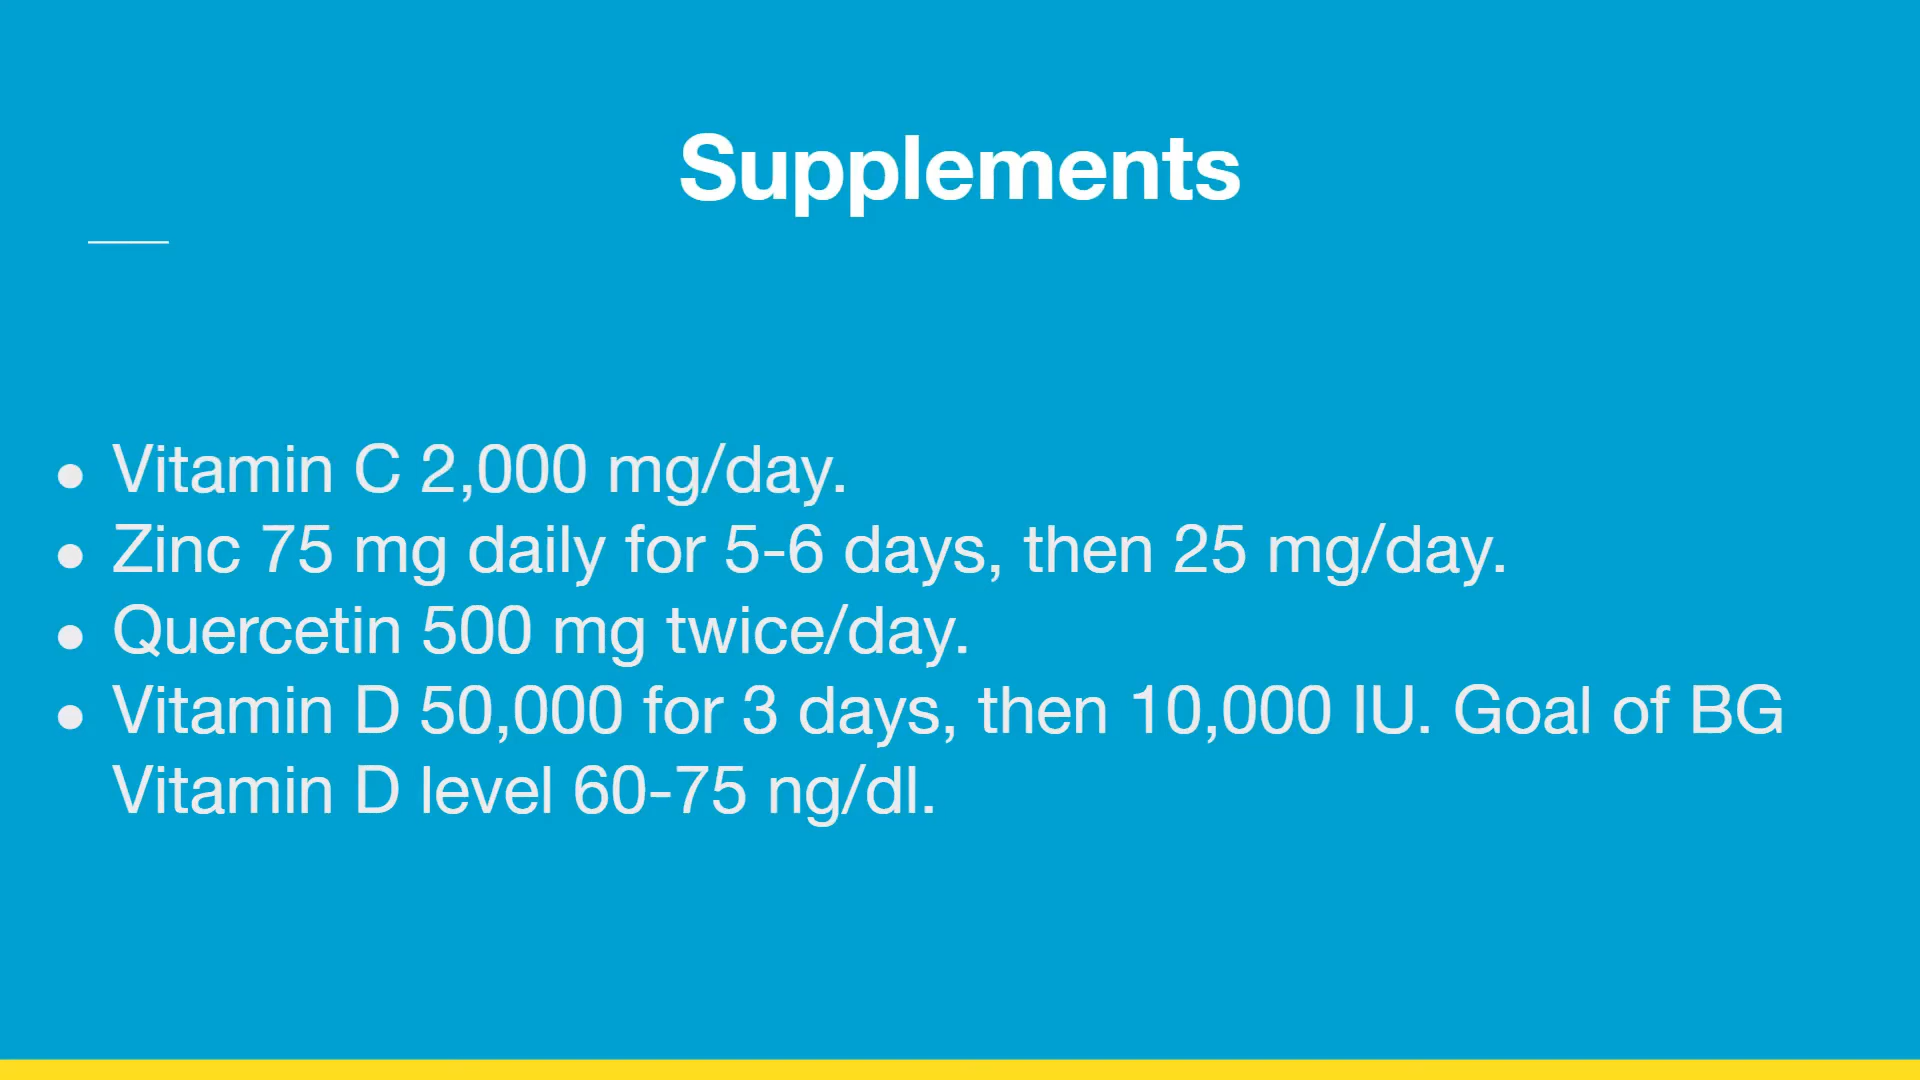 Supplements
● Vitamin C 2,000 mg/day.
● Zinc 75 mg daily for 5-6 days, then 25 mg/day.
● Quercetin 500 mg twice/day.
● Vitamin D 50,000 for 3 days, then 10,000 IU. Goal of BG
Vitamin D level 60-75 ng/dl.